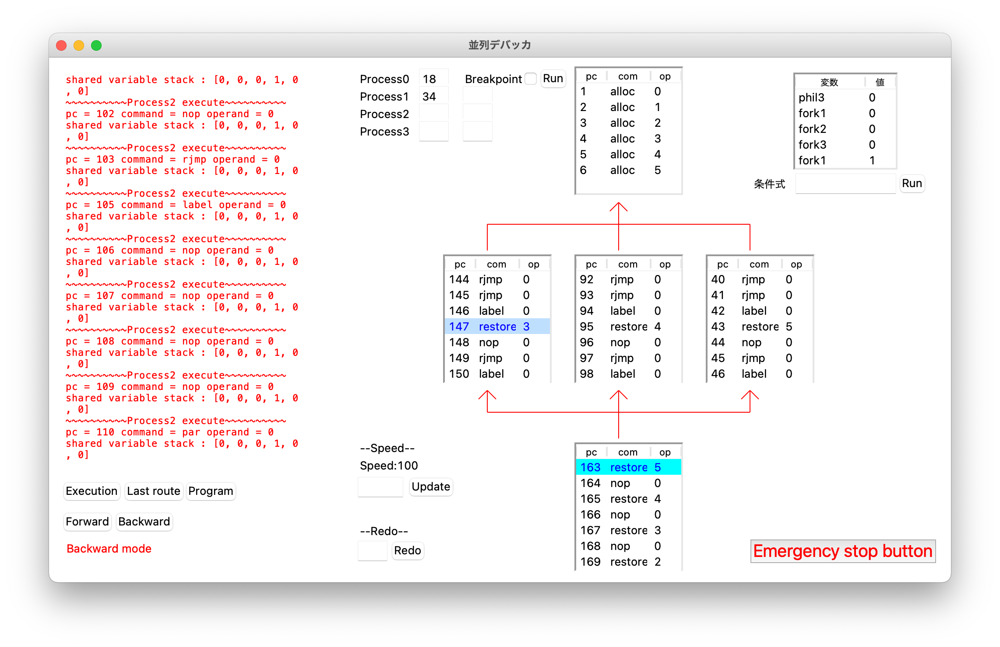 並列デバッカ
shared variable stack : [0, 0, 0, 1, 0
, 0]
~~~~~~~~~~Process2 execute~~~~~~~~~~
pc = 102 command = nop operand = 0
shared variable stack : [0, 0, 0, 1, 0
, 0]
~~~~~~~~~~Process2 execute~~~~~~~~~~
pc = 103 command = rjmp operand = 0
shared variable stack : [0, 0, 0, 1, 0
, 0]
~~~~~~~~~~Process2 execute~~~~~~~~~~
pc = 105 command = label operand = 0
shared variable stack : [0, 0, 0, 1, 0
, 0]
~~~~~~~~~~Process2 execute~~~~~~~~~~
pc = 106 command = nop operand = 0
shared variable stack : [0, 0, 0, 1, 0
, 0]
~~~~~~~~~~Process2 execute~~~~~~~~~~
pc = 107 command = nop operand = 0
shared variable stack : [0, 0, 0, 1, 0
, 0]
~~~~~~~~~~Process2 execute~~~~~~~~~~
pc = 108 command = nop operand = 0
shared variable stack : [0, 0, 0, 1, 0
, 0]
~~~~~~~~~~Process2 execute~~~~~~~~~~
pc = 109 command = nop operand = 0
shared variable stack : [0, 0, 0, 1, 0
, 0]
~~~~~~~~~~Process2 execute~~~~~~~~~~
pc = 110 command = par operand = 0
shared variable stack : [0, 0, 0, 1, 0
, 0]
Execution Last route Program
Forward Backward
Backward mode
Process0 18 Breakpoint Run
Process1 34
Process2
Process3
--Speed--
Speed:100
Update
--Redo--
Redo
pc com op
1 alloc 0
2 alloc 1
3 alloc 2
4 alloc 3
5 alloc 4
6 alloc 5
変数 値
phil3 0
fork1 0
fork2 0
fork3 0
fork1 1
条件式 Run
pc com op
144 rjmp 0
145 rjmp 0
146 label 0
147 restore 3
148 nop 0
149 rjmp 0
150 label 0
pc com op
92 rjmp 0
93 rjmp 0
94 label 0
95 restore 4
96 nop 0
97 rjmp 0
98 label 0
pc com op
40 rjmp 0
41 rjmp 0
42 label 0
43 restore 5
44 nop 0
45 rjmp 0
46 label 0
pc com op
163 restore 5
164 nop 0
165 restore 4
166 nop 0
167 restore 3
168 nop 0
169 restore 2
Emergency stop button